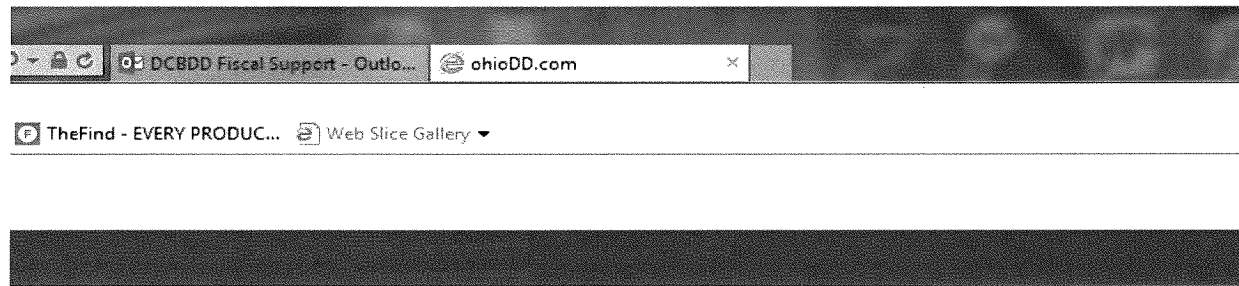 DCBDD Fiscal Support - Outlo... ohioDD.com
TheFind - EVERY PRODUC... Web Slice Gallery